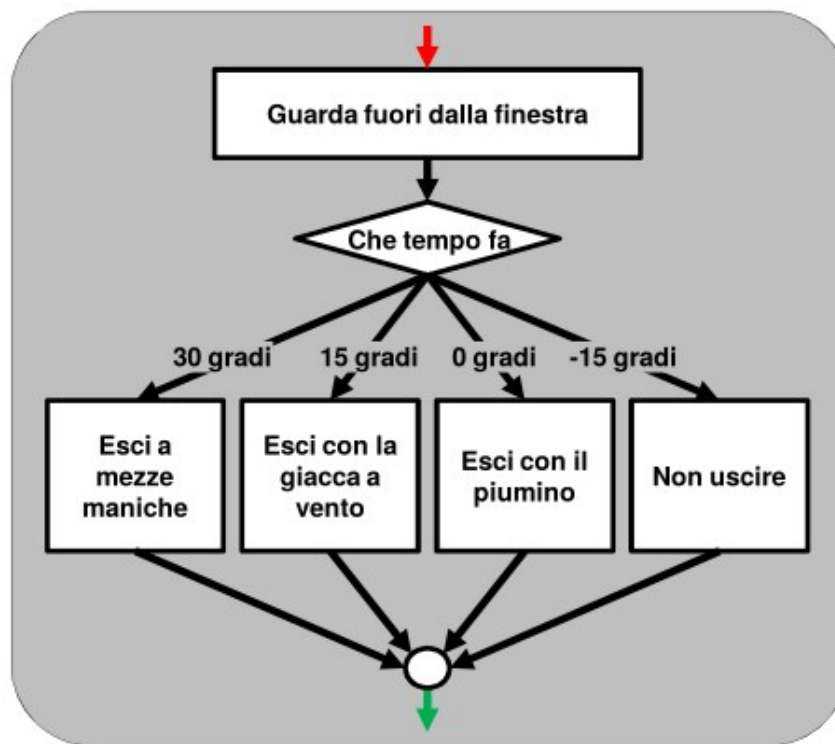 Guarda fuori dalla finestra
Che tempo fa
30 gradi
15 gradi
0 gradi
-15 gradi
Esci a
mezze
maniche
Esci con la
giacca a
vento
Esci con il
piumino
Non uscire